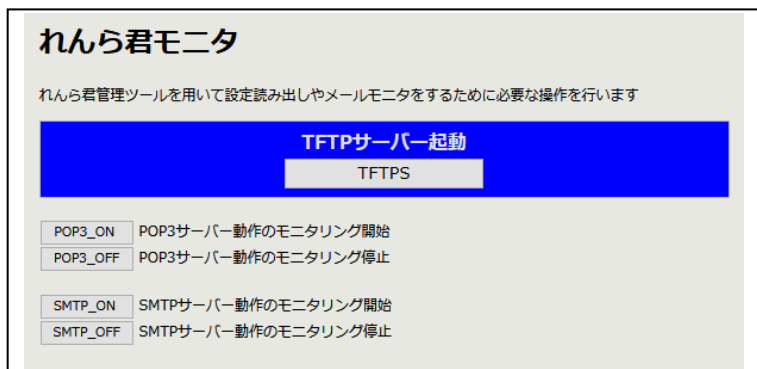 れんら君モニタ
れんら君管理ツールを用いて設定読み出しやメールモニタをするために必要な操作を行います
TFTPサーバー起動
TFTPS
POP3_ON POP3サーバー動作のモニタリング開始
POP3_OFF POP3サーバー動作のモニタリング停止
SMTP_ON SMTPサーバー動作のモニタリング開始
SMTP_OFF SMTPサーバー動作のモニタリング停止